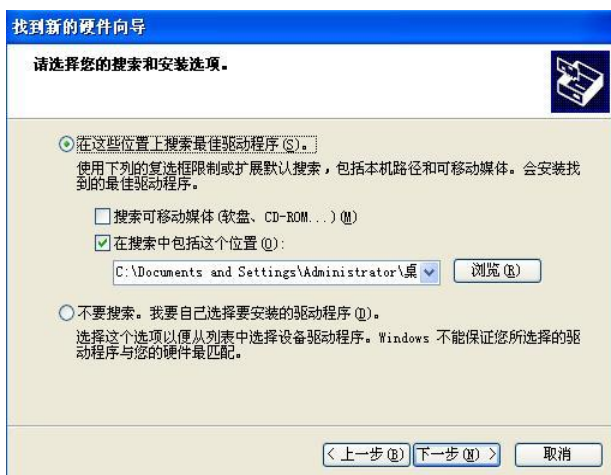 找到新的硬件向导
请选择您的搜索和安装选项。
在这些位置上搜索最佳驱动程序(S)。
使用下列的复选框限制或扩展默认搜索，包括本机路径和可移动媒体。会安装找
到的最佳驱动程序。
搜索可移动媒体(软盘、CD-ROM...)(M)
在搜索中包括这个位置(O):
C:\Documents and Settings\Administrator\桌
浏览(R)
不要搜索。我要自己选择要安装的驱动程序(D)。
选择这个选项以便从列表中选择设备驱动程序。Windows 不能保证您所选择的驱
动程序与您的硬件最匹配。
< 上一步(B) 下一步(N) > 取消